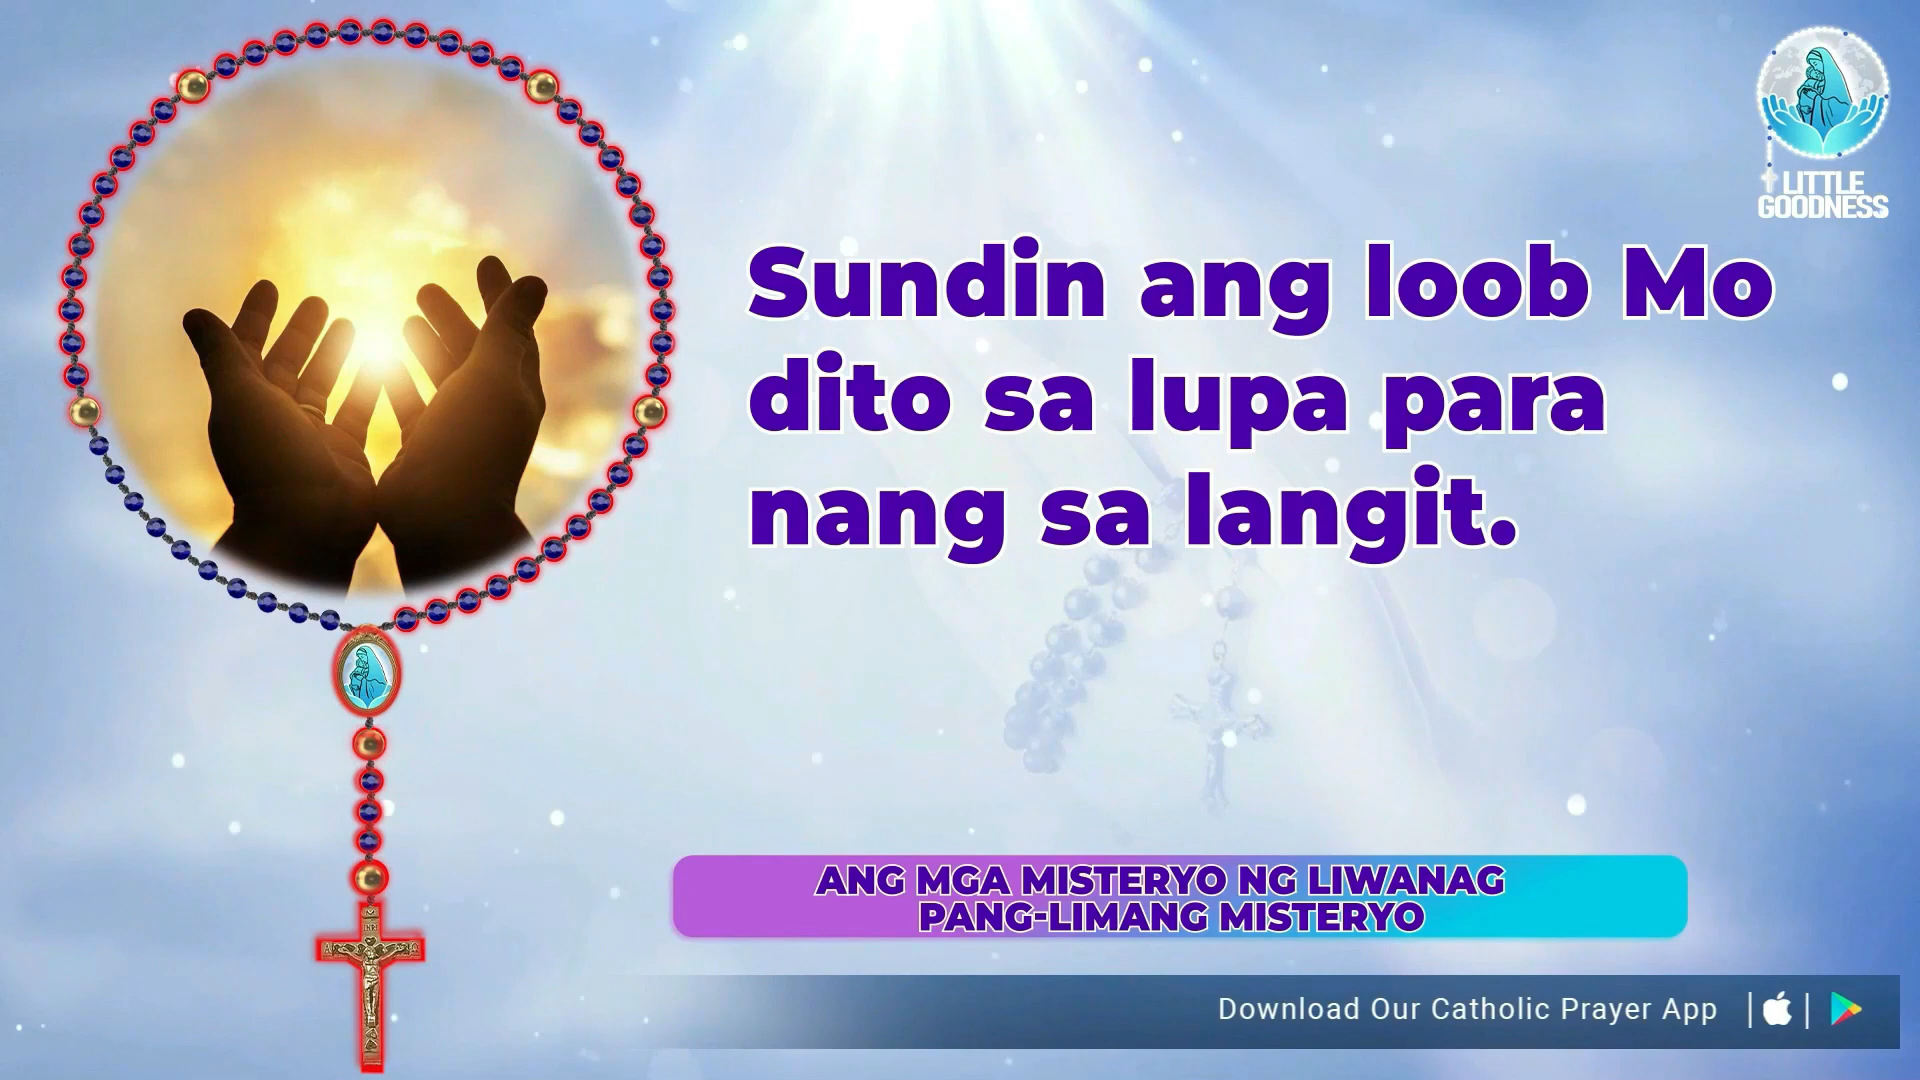 LITTLE
GOODNESS
Sundin ang loob Mo
dito sa lupa para
nang sa langit.
INRI
ANG MGA MISTERYO NG LIWANAG
PANG-LIMANG MISTERYO
Download Our Catholic Prayer App